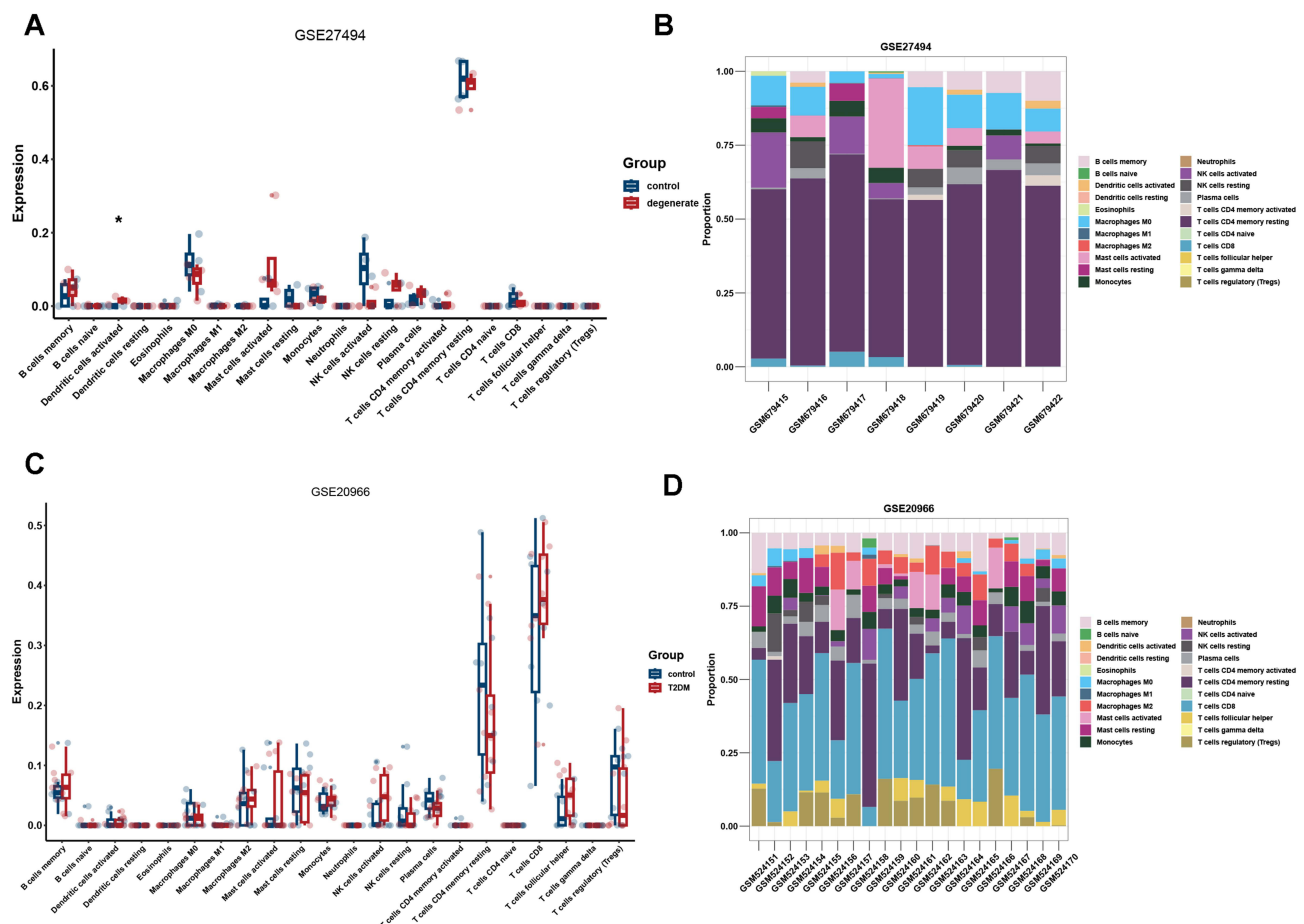 A
GSE27494
Expression
0.6
0.4
0.2
0.0
*
Group
control
degenerate
B cells memory
B cells naive
Dendritic cells activated
Dendritic cells resting
Eosinophils
Macrophages M0
Macrophages M1
Macrophages M2
Mast cells activated
Mast cells resting
Monocytes
Neutrophils
NK cells activated
NK cells resting
Plasma cells
T cells CD4 memory activated
T cells CD4 memory resting
T cells CD4 naive
T cells CD8
T cells follicular helper
T cells gamma delta
T cells regulatory (Tregs)
B
GSE27494
Proportion
1.00
0.75
0.50
0.25
0.00
GSM679415
GSM679416
GSM679417
GSM679418
GSM679419
GSM679420
GSM679421
GSM679422
B cells memory
B cells naive
Dendritic cells activated
Dendritic cells resting
Eosinophils
Macrophages M0
Macrophages M1
Macrophages M2
Mast cells activated
Mast cells resting
Monocytes
Neutrophils
NK cells activated
NK cells resting
Plasma cells
T cells CD4 memory activated
T cells CD4 memory resting
T cells CD4 naive
T cells CD8
T cells follicular helper
T cells gamma delta
T cells regulatory (Tregs)
C
GSE20966
Expression
0.5
0.4
0.3
0.2
0.1
0.0
Group
control
T2DM
B cells memory
B cells naive
Dendritic cells activated
Dendritic cells resting
Eosinophils
Macrophages M0
Macrophages M1
Macrophages M2
Mast cells activated
Mast cells resting
Monocytes
Neutrophils
NK cells activated
NK cells resting
Plasma cells
T cells CD4 memory activated
T cells CD4 memory resting
T cells CD4 naive
T cells CD8
T cells follicular helper
T cells gamma delta
T cells regulatory (Tregs)
D
GSE20966
Proportion
1.00
0.75
0.50
0.25
0.00
GSM524151
GSM524152
GSM524153
GSM524154
GSM524155
GSM524156
GSM524157
GSM524158
GSM524159
GSM524160
GSM524161
GSM524162
GSM524163
GSM524164
GSM524165
GSM524166
GSM524167
GSM524168
GSM524169
GSM524170
B cells memory
B cells naive
Dendritic cells activated
Dendritic cells resting
Eosinophils
Macrophages M0
Macrophages M1
Macrophages M2
Mast cells activated
Mast cells resting
Monocytes
Neutrophils
NK cells activated
NK cells resting
Plasma cells
T cells CD4 memory activated
T cells CD4 memory resting
T cells CD4 naive
T cells CD8
T cells follicular helper
T cells gamma delta
T cells regulatory (Tregs)